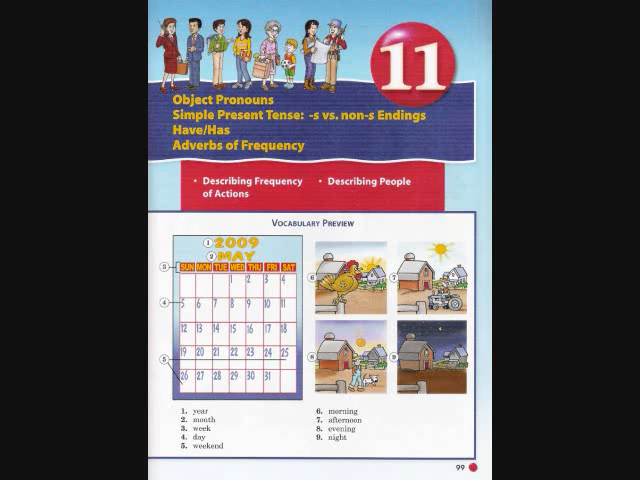 11
Object Pronouns
Simple Present Tense: -s vs. non-s Endings
Have/Has
Adverbs of Frequency
• Describing Frequency of Actions
• Describing People
VOCABULARY PREVIEW
1 2009
2 MAY
3 SUN MON TUE WED THU FRI SAT
1 2 3 4
4 5 6 7 8 9 10 11
12 13 14 15 16 17 18
5 19 20 21 22 23 24 25
26 27 28 29 30 31
6 7
8 9
1. year
2. month
3. week
4. day
5. weekend
6. morning
7. afternoon
8. evening
9. night
99